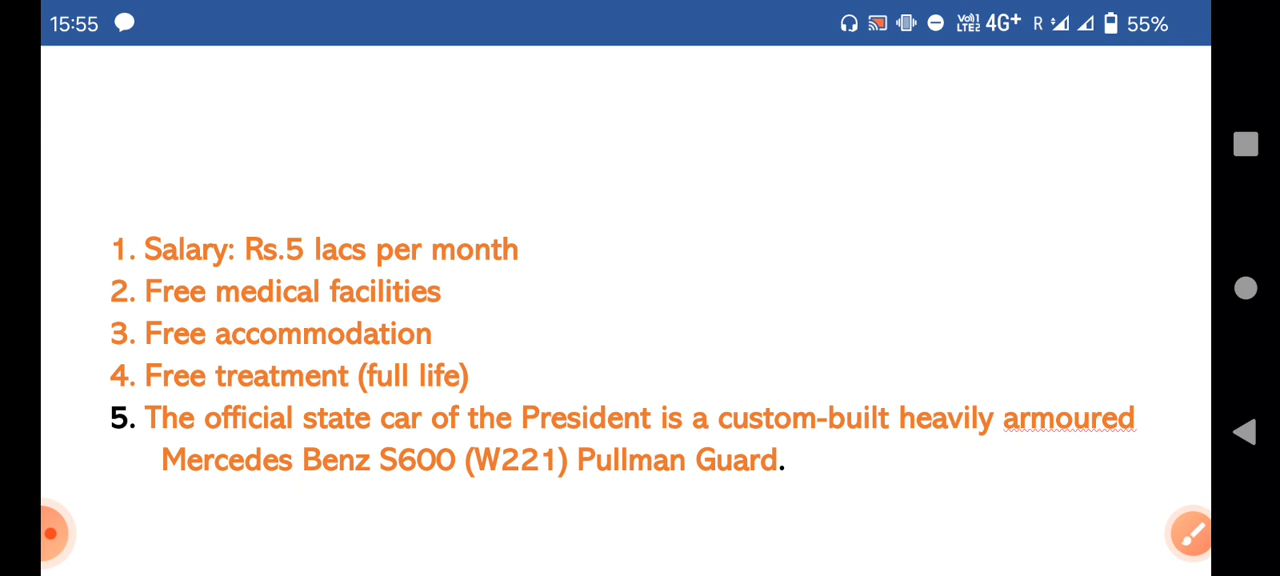 15:55 Vo)) LTE2 4G+ R 55%
1. Salary: Rs.5 lacs per month
2. Free medical facilities
3. Free accommodation
4. Free treatment (full life)
5. The official state car of the President is a custom-built heavily armoured
Mercedes Benz S600 (W221) Pullman Guard.